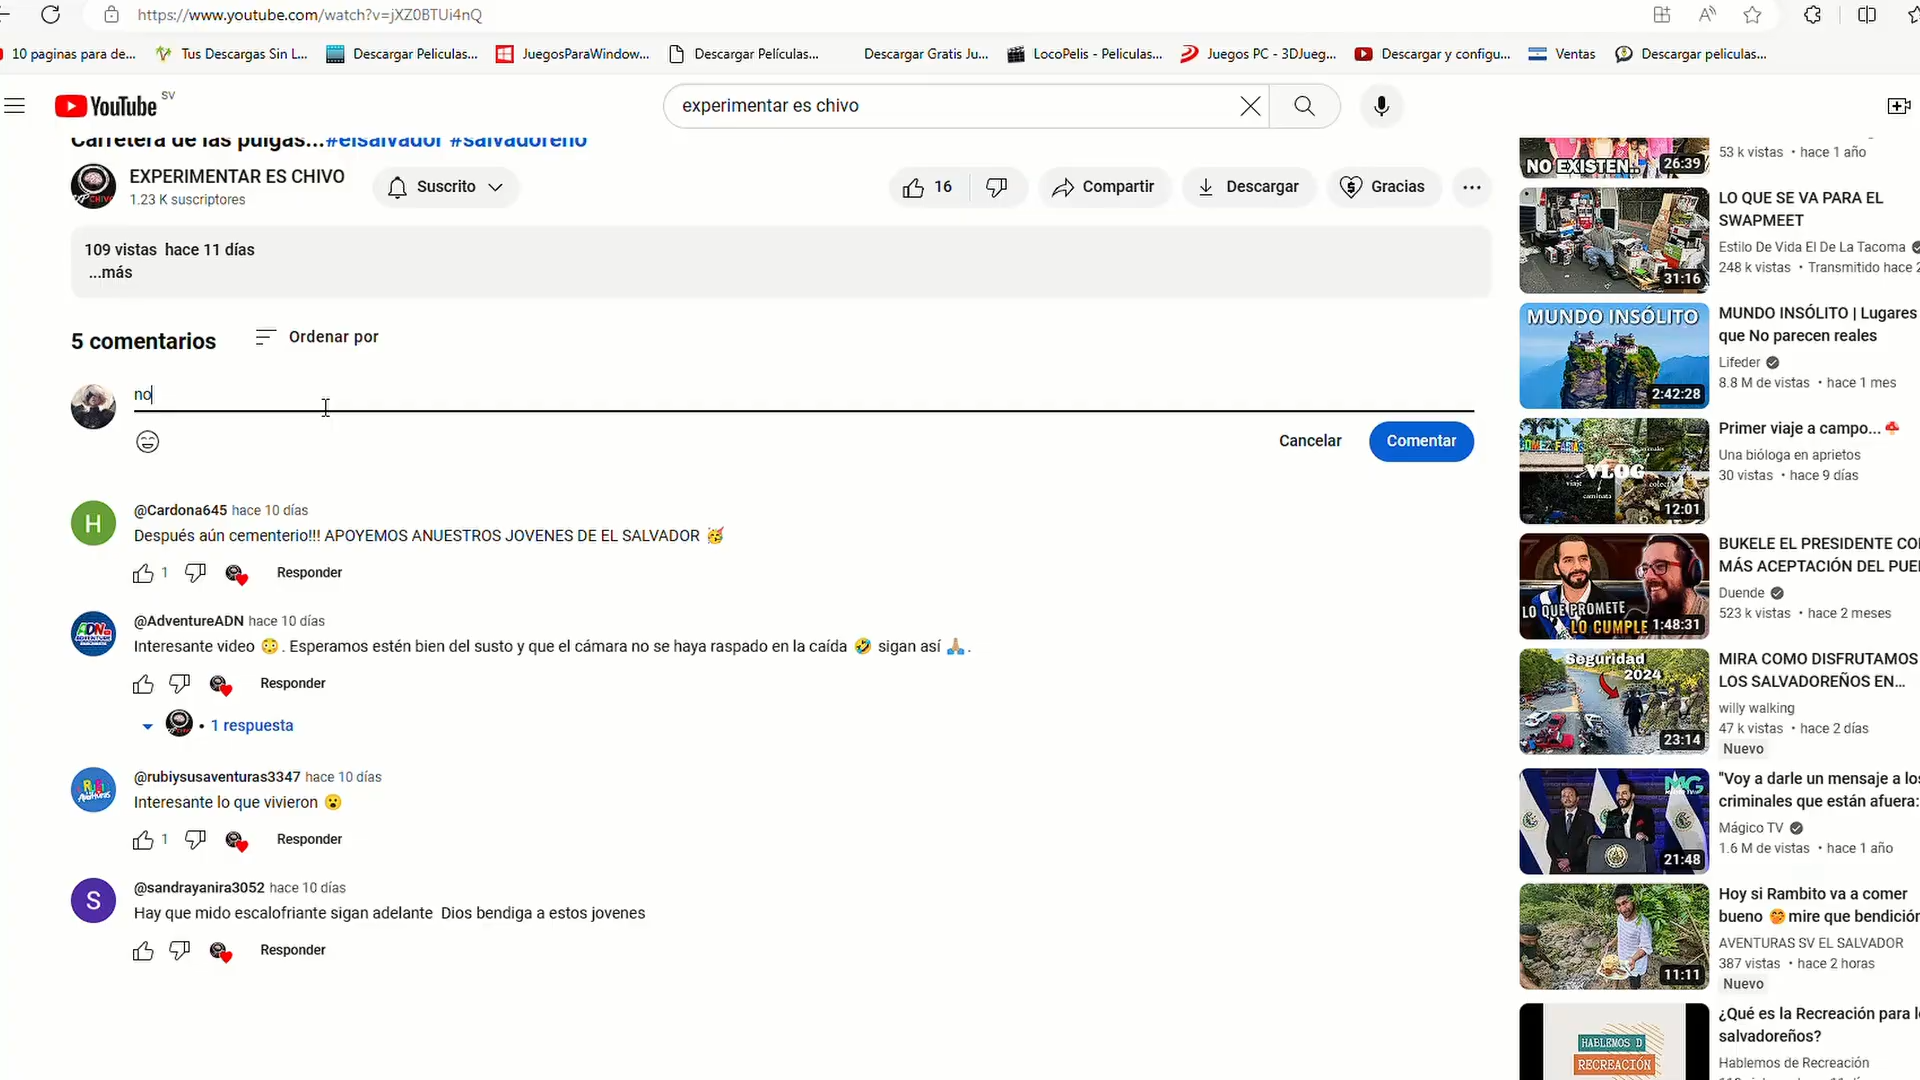 https://www.youtube.com/watch?v=jXZ0BTUi4nQ
10 paginas para de...
Tus Descargas Sin L...
Descargar Peliculas...
JuegosParaWindow...
Descargar Películas...
Descargar Gratis Ju...
LocoPelis - Peliculas...
Juegos PC - 3DJueg...
Descargar y configu...
Ventas
Descargar peliculas...
YouTube SV
experimentar es chivo
Carretera de las pulgas...#elsalvador #salvadoreño
EXPERIMENTAR ES CHIVO
1.23 K suscriptores
Suscrito
16
Compartir
Descargar
Gracias
109 vistas hace 11 días
...más
5 comentarios
Ordenar por
no
Cancelar
Comentar
H
@Cardona645 hace 10 días
Después aún cementerio!!! APOYEMOS ANUESTROS JOVENES DE EL SALVADOR 🥳
1
Responder
@AdventureADN hace 10 días
Interesante video 😳. Esperamos estén bien del susto y que el cámara no se haya raspado en la caída 🤣 sigan así 🙏🏼.
Responder
• 1 respuesta
@rubiysusaventuras3347 hace 10 días
Interesante lo que vivieron 😮
1
Responder
S
@sandrayanira3052 hace 10 días
Hay que mido escalofriante sigan adelante Dios bendiga a estos jovenes
Responder
NO EXISTEN..
26:39
53 k vistas • hace 1 año
31:16
LO QUE SE VA PARA EL
SWAPMEET
Estilo De Vida El De La Tacoma
248 k vistas • Transmitido hace 2
MUNDO INSÓLITO
2:42:28
MUNDO INSÓLITO | Lugares
que No parecen reales
Lifeder
8.8 M de vistas • hace 1 mes
GOMEZ FARIAS
VLOG
viaje
caminata
12:01
Primer viaje a campo... 🍄
Una bióloga en aprietos
30 vistas • hace 9 días
LO QUE PROMETE
LO CUMPLE
1:48:31
BUKELE EL PRESIDENTE CO
MÁS ACEPTACIÓN DEL PUE
Duende
523 k vistas • hace 2 meses
Seguridad
2024
23:14
MIRA COMO DISFRUTAMOS
LOS SALVADOREÑOS EN...
willy walking
47 k vistas • hace 2 días
Nuevo
MG
21:48
"Voy a darle un mensaje a los
criminales que están afuera:
Mágico TV
1.6 M de vistas • hace 1 año
11:11
Hoy si Rambito va a comer
bueno 🤭mire que bendición
AVENTURAS SV EL SALVADOR
387 vistas • hace 2 horas
Nuevo
HABLEMOS D
RECREACIÓN
¿Qué es la Recreación para l
salvadoreños?
Hablemos de Recreación